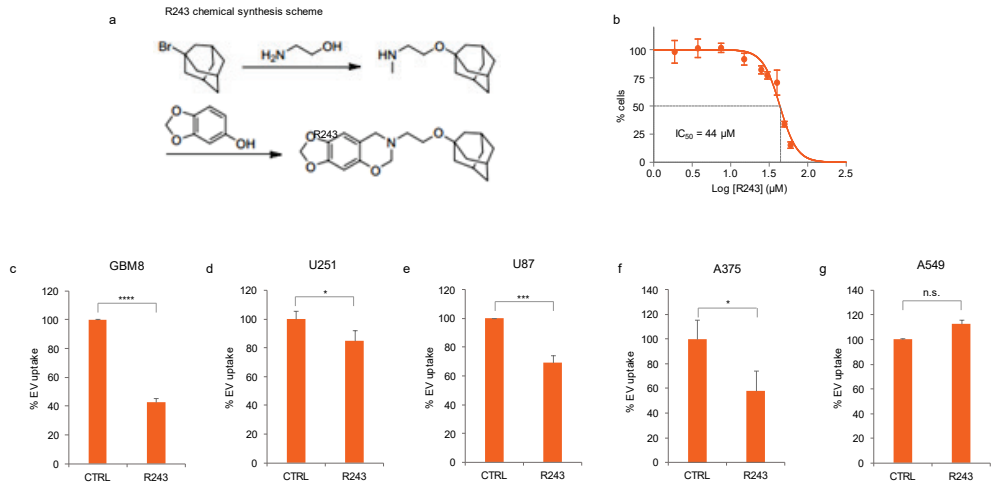 a
R243 chemical synthesis scheme
Br
H₂N
OH
HN
O
O
O
OH
R243
O
O
N
O
O
b
% cells
100
75
50
25
0
IC₅₀ = 44 µM
0.0 0.5 1.0 1.5 2.0 2.5
Log [R243] (µM)
c
GBM8
% EV uptake
120
100
80
60
40
20
0
****
CTRL R243
d
U251
% EV uptake
120
100
80
60
40
20
0
*
CTRL R243
e
U87
% EV uptake
120
100
80
60
40
20
0
***
CTRL R243
f
A375
% EV uptake
140
120
100
80
60
40
20
0
*
CTRL R243
g
A549
% EV uptake
140
120
100
80
60
40
20
0
n.s.
CTRL R243